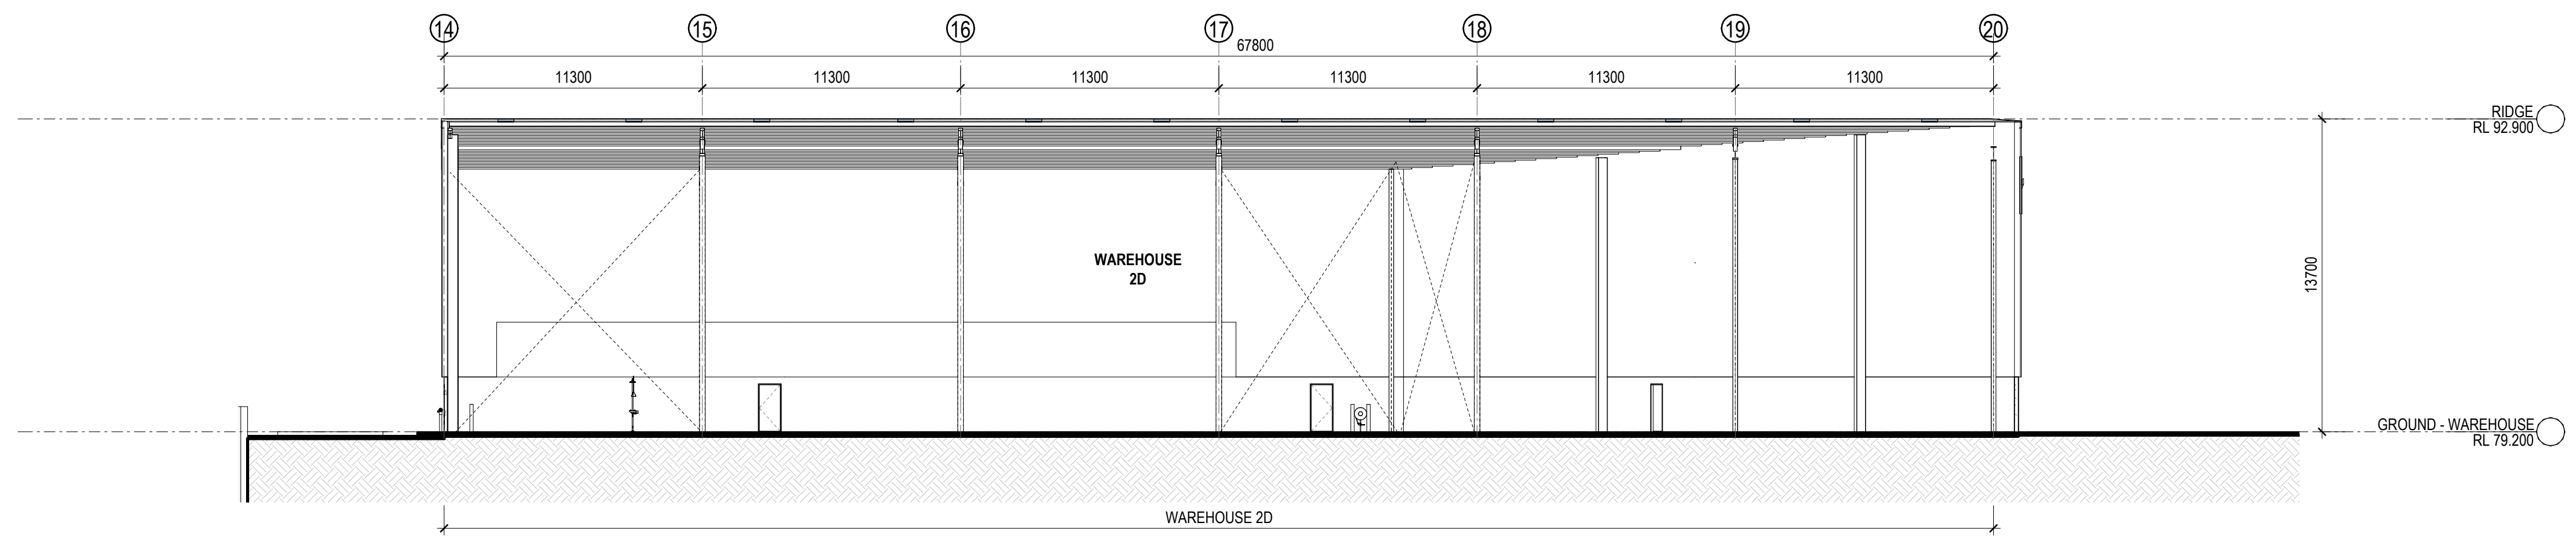 14 15 16 17 18 19 20
67800
11300 11300 11300 11300 11300 11300
RIDGE
RL 92.900
WAREHOUSE
2D
13700
GROUND - WAREHOUSE
RL 79.200
WAREHOUSE 2D